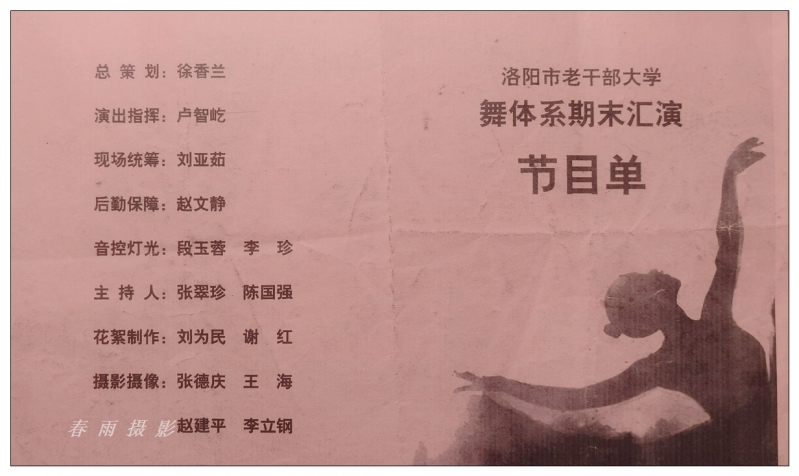 总 策 划：徐香兰
演出指挥：卢智屹
现场统筹：刘亚茹
后勤保障：赵文静
音控灯光：段玉蓉 李 珍
主 持 人：张翠珍 陈国强
花絮制作：刘为民 谢 红
摄影摄像：张德庆 王 海
赵建平 李立钢
春雨摄影
洛阳市老干部大学
舞体系期末汇演
节目单